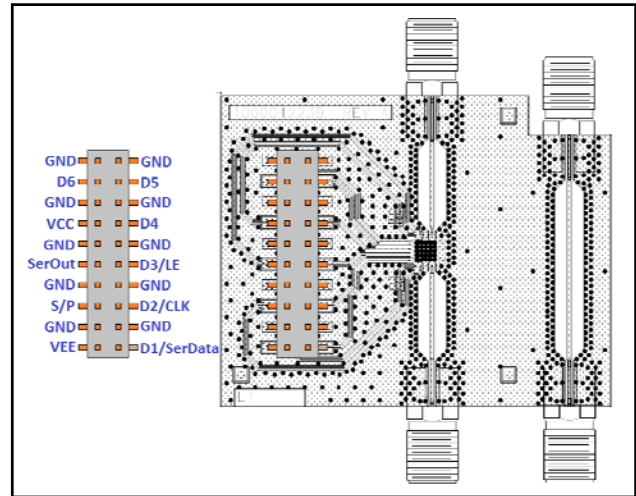 GND GND
D6 D5
GND GND
VCC D4
GND GND
SerOut D3/LE
GND GND
S/P D2/CLK
GND GND
VEE D1/SerData